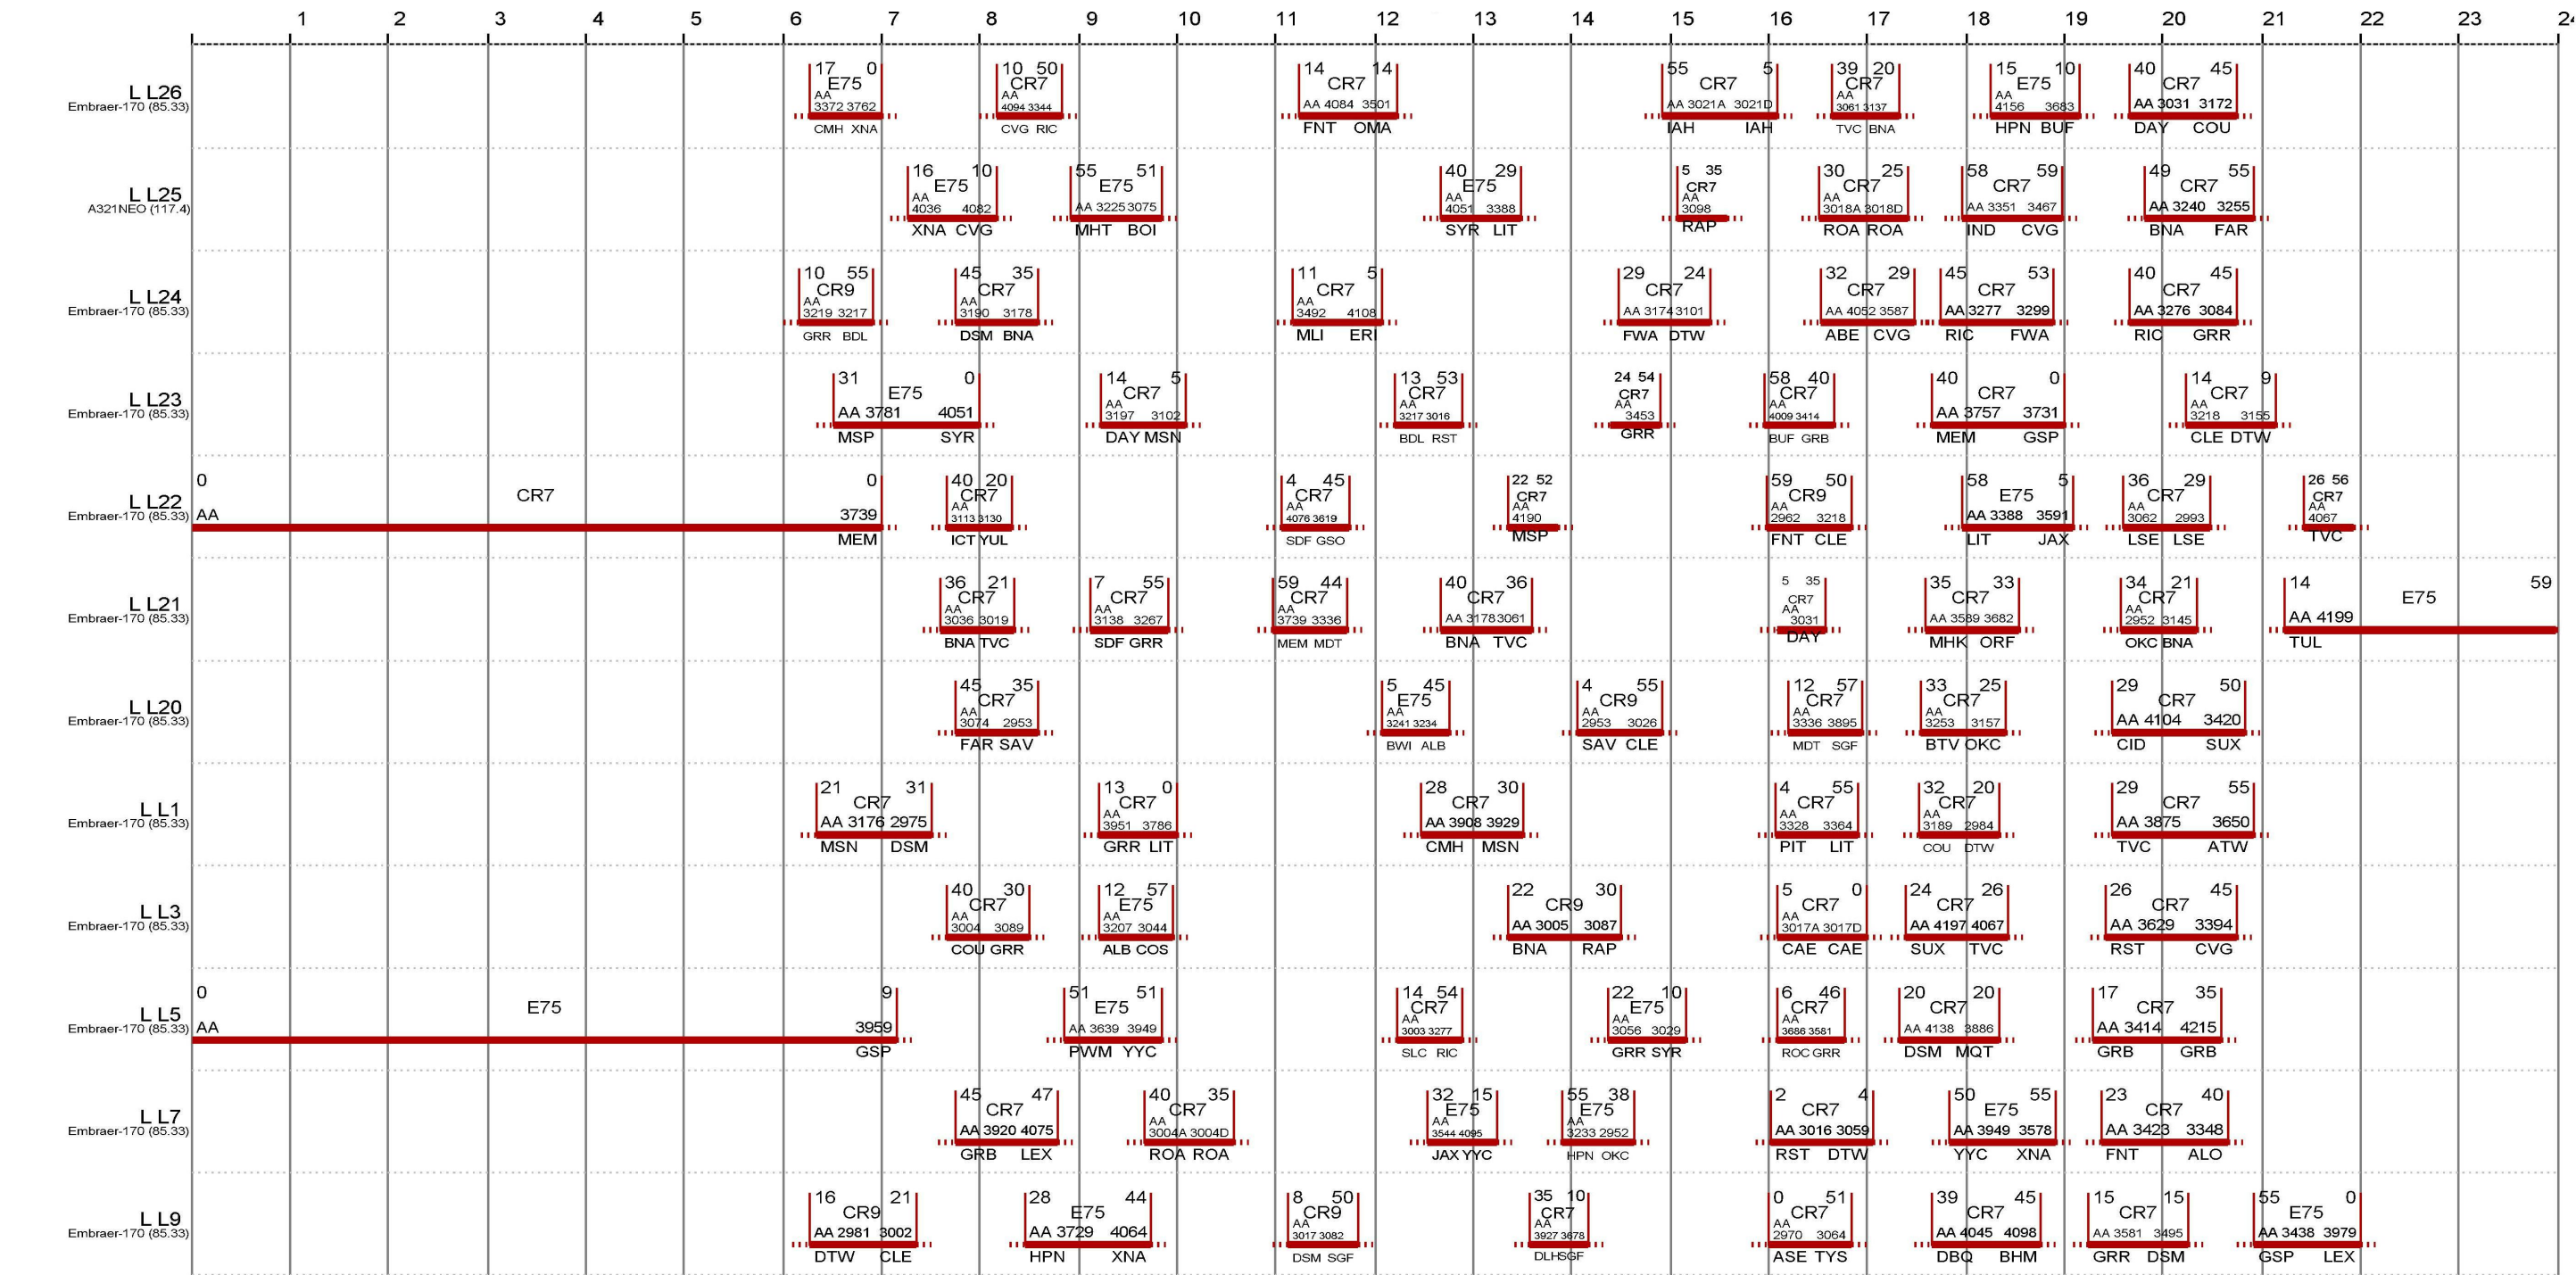 1 2 3 4 5 6 7 8 9 10 11 12 13 14 15 16 17 18 19 20 21 22 23 24
17 0 10 50 14 14 55 5 39 20 15 10 40 45
E75 CR7 CR7 CR7 CR7 E75 CR7
L L26
Embraer-170 (85.33)
AA 3372 3762 AA 4094 3344 AA 4084 3501 AA 3021A 3021D AA 3061 3137 AA 4156 3683 AA 3031 3172
CMH XNA CVG RIC FNT OMA IAH IAH TVC BNA HPN BUF DAY COU
16 10 55 51 40 29 5 35 30 25 58 59 49 55
E75 E75 E75 CR7 CR7 CR7 CR7
L L25
A321NEO (117.4)
AA 4036 4082 AA 3225 3075 AA 4051 3388 AA 3098 AA 3018A 3018D AA 3351 3467 AA 3240 3255
XNA CVG MHT BOI SYR LIT RAP ROA ROA IND CVG BNA FAR
10 55 45 35 11 5 29 24 32 29 45 53 40 45
CR9 CR7 CR7 CR7 CR7 CR7 CR7
L L24
Embraer-170 (85.33)
AA 3219 3217 AA 3190 3178 AA 3492 4108 AA 3174 3101 AA 4052 3587 AA 3277 3299 AA 3276 3084
GRR BDL DSM BNA MLI ERI FWA DTW ABE CVG RIC FWA RIC GRR
31 0 14 5 13 53 24 54 58 40 40 0 14 9
E75 CR7 CR7 CR7 CR7 CR7 CR7
L L23
Embraer-170 (85.33)
AA 3781 4051 AA 3197 3102 AA 3217 3016 AA 3453 AA 4009 3414 AA 3757 3731 AA 3218 3155
MSP SYR DAY MSN BDL RST GRR BUF GRB MEM GSP CLE DTW
0 0 40 20 4 45 22 52 59 50 58 5 36 29 26 56
CR7 CR7 CR7 CR7 CR9 E75 CR7 CR7
L L22
Embraer-170 (85.33)
AA 3739 AA 3113 3130 AA 4076 3619 AA 4190 AA 2962 3218 AA 3388 3591 AA 3062 2993 AA 4067
MEM ICT YUL SDF GSO MSP FNT CLE LIT JAX LSE LSE TVC
36 21 7 55 59 44 40 36 5 35 35 33 34 21 14 59
CR7 CR7 CR7 CR7 CR7 CR7 CR7 E75
L L21
Embraer-170 (85.33)
AA 3036 3019 AA 3138 3267 AA 3739 3336 AA 3178 3061 AA 3031 AA 3589 3682 AA 2952 3145 AA 4199
BNA TVC SDF GRR MEM MDT BNA TVC DAY MHK ORF OKC BNA TUL
45 35 5 45 4 55 12 57 33 25 29 50
CR7 E75 CR9 CR7 CR7 CR7
L L20
Embraer-170 (85.33)
AA 3074 2953 AA 3241 3234 AA 2953 3026 AA 3336 3895 AA 3253 3157 AA 4104 3420
FAR SAV BWI ALB SAV CLE MDT SGF BTV OKC CID SUX
21 31 13 0 28 30 4 55 32 20 29 55
CR7 CR7 CR7 CR7 CR7 CR7
L L1
Embraer-170 (85.33)
AA 3176 2975 AA 3951 3786 AA 3908 3929 AA 3328 3364 AA 3189 2984 AA 3875 3650
MSN DSM GRR LIT CMH MSN PIT LIT COU DTW TVC ATW
40 30 12 57 22 30 5 0 24 26 26 45
CR7 E75 CR9 CR7 CR7 CR7
L L3
Embraer-170 (85.33)
AA 3004 3089 AA 3207 3044 AA 3005 3087 AA 3017A 3017D AA 4197 4067 AA 3629 3394
COU GRR ALB COS BNA RAP CAE CAE SUX TVC RST CVG
0 9 51 51 14 54 22 10 6 46 20 20 17 35
E75 E75 CR7 E75 CR7 CR7 CR7
L L5
Embraer-170 (85.33)
AA 3959 AA 3639 3949 AA 3003 3277 AA 3056 3029 AA 3686 3581 AA 4138 3886 AA 3414 4215
GSP PWM YYC SLC RIC GRR SYR ROC GRR DSM MQT GRB GRB
45 47 40 35 32 15 55 38 2 4 50 55 23 40
CR7 CR7 E75 E75 CR7 E75 CR7
L L7
Embraer-170 (85.33)
AA 3920 4075 AA 3004A 3004D AA 3544 4095 AA 3233 2952 AA 3016 3059 AA 3949 3578 AA 3423 3348
GRB LEX ROA ROA JAX YYC HPN OKC RST DTW YYC XNA FNT ALO
16 21 28 44 8 50 35 10 0 51 39 45 15 15 55 0
CR9 E75 CR9 CR7 CR7 CR7 CR7 E75
L L9
Embraer-170 (85.33)
AA 2981 3002 AA 3729 4064 AA 3017 3082 AA 3927 3678 AA 2970 3064 AA 4045 4098 AA 3581 3495 AA 3438 3979
DTW CLE HPN XNA DSM SGF DLH SGF ASE TYS DBQ BHM GRR DSM GSP LEX